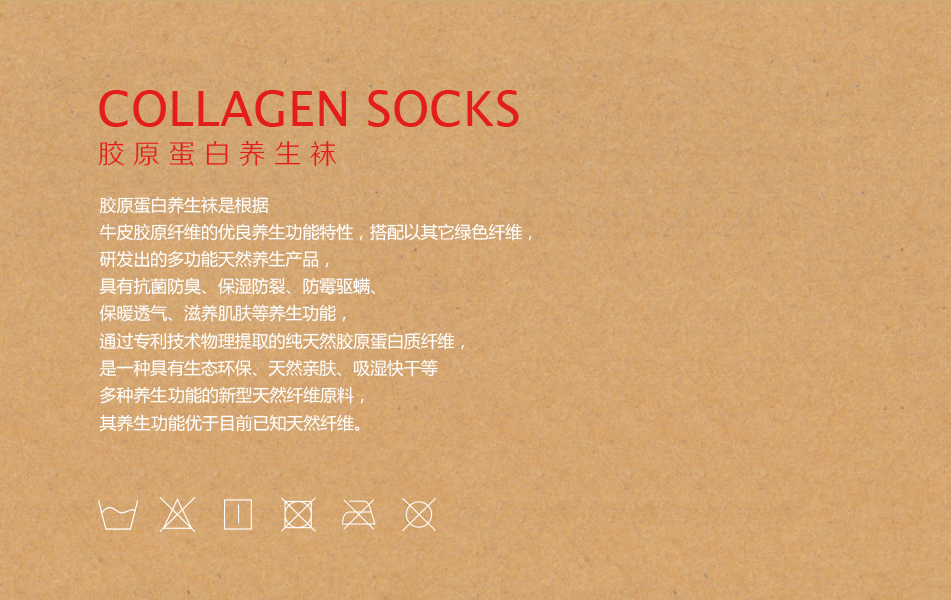 COLLAGEN SOCKS
胶原蛋白养生袜
胶原蛋白养生袜是根据
牛皮胶原纤维的优良养生功能特性，搭配以其它绿色纤维，
研发出的多功能天然养生产品，
具有抗菌防臭、保湿防裂、防霉驱螨、
保暖透气、滋养肌肤等养生功能，
通过专利技术物理提取的纯天然胶原蛋白质纤维，
是一种具有生态环保、天然亲肤、吸湿快干等
多种养生功能的新型天然纤维原料，
其养生功能优于目前已知天然纤维。